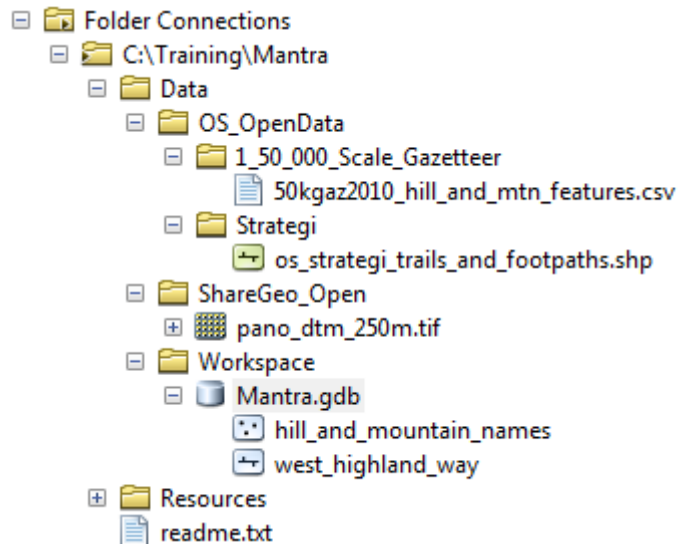 Folder Connections
C:\Training\Mantra
Data
OS_OpenData
1_50_000_Scale_Gazetteer
50kgaz2010_hill_and_mtn_features.csv
Strategi
os_strategi_trails_and_footpaths.shp
ShareGeo_Open
pano_dtm_250m.tif
Workspace
Mantra.gdb
hill_and_mountain_names
west_highland_way
Resources
readme.txt